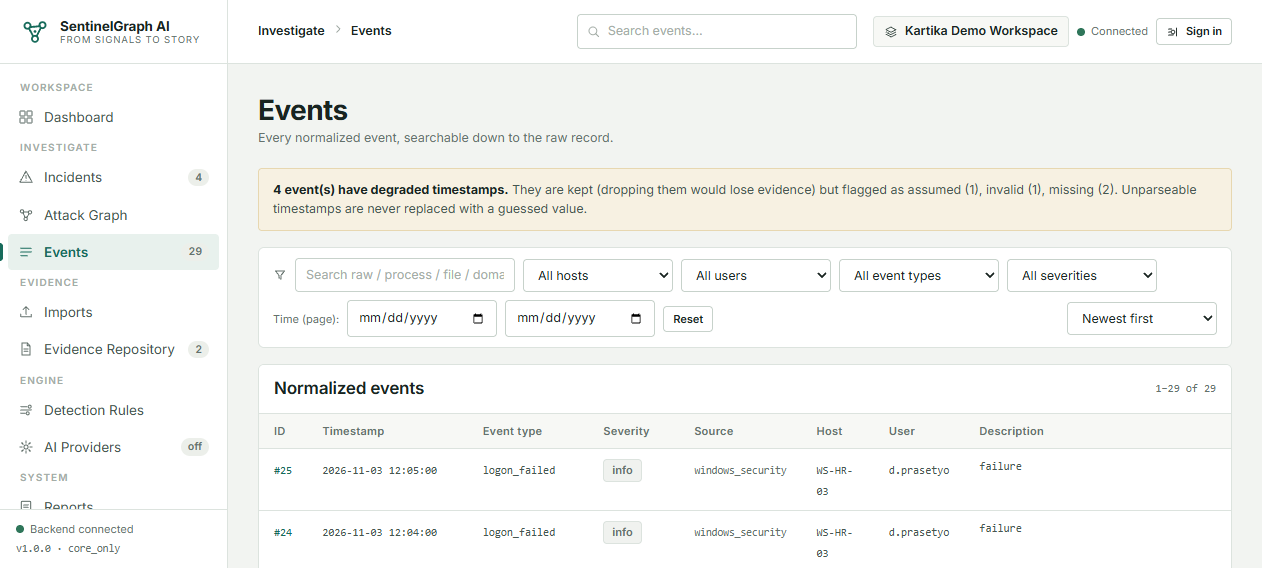 SentinelGraph AI
FROM SIGNALS TO STORY
Investigate
Events
Search events...
Kartika Demo Workspace
Connected
Sign in
WORKSPACE
Dashboard
INVESTIGATE
Incidents
4
Attack Graph
Events
29
EVIDENCE
Imports
Evidence Repository
2
ENGINE
Detection Rules
AI Providers
off
SYSTEM
Reports
Backend connected
v1.0.0 · core_only
Events
Every normalized event, searchable down to the raw record.
4 event(s) have degraded timestamps. They are kept (dropping them would lose evidence) but flagged as assumed (1), invalid (1), missing (2). Unparseable
timestamps are never replaced with a guessed value.
Search raw / process / file / doma
All hosts
All users
All event types
All severities
Time (page):
mm/dd/yyyy
mm/dd/yyyy
Reset
Newest first
Normalized events
1–29 of 29
ID Timestamp Event type Severity Source Host User Description
#25 2026-11-03 12:05:00 logon_failed info windows_security WS-HR- d.prasetyo failure
03
#24 2026-11-03 12:04:00 logon_failed info windows_security WS-HR- d.prasetyo failure
03